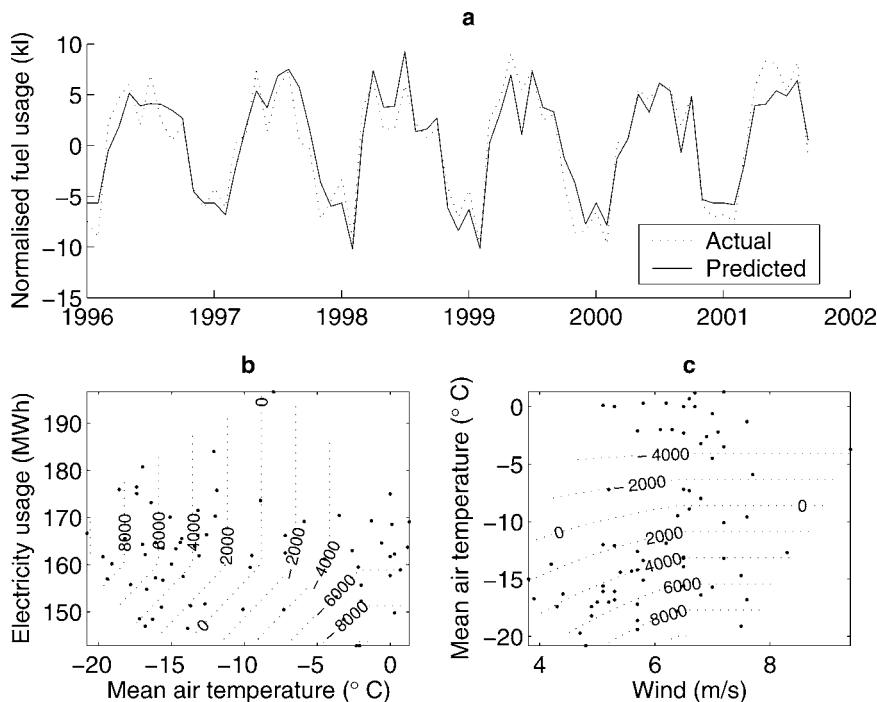 a
Normalised fuel usage (kl)
10
5
0
−5
−10
−15
1996 1997 1998 1999 2000 2001 2002
Actual
Predicted
b
Electricity usage (MWh)
190
180
170
160
150
−20 −15 −10 −5 0
Mean air temperature (° C)
0
8000
6000
4000
2000
−2000
−4000
−6000
−8000
0
c
Mean air temperature (° C)
0
−5
−10
−15
−20
4 6 8
Wind (m/s)
−4000
−2000
0
0
2000
4000
6000
8000